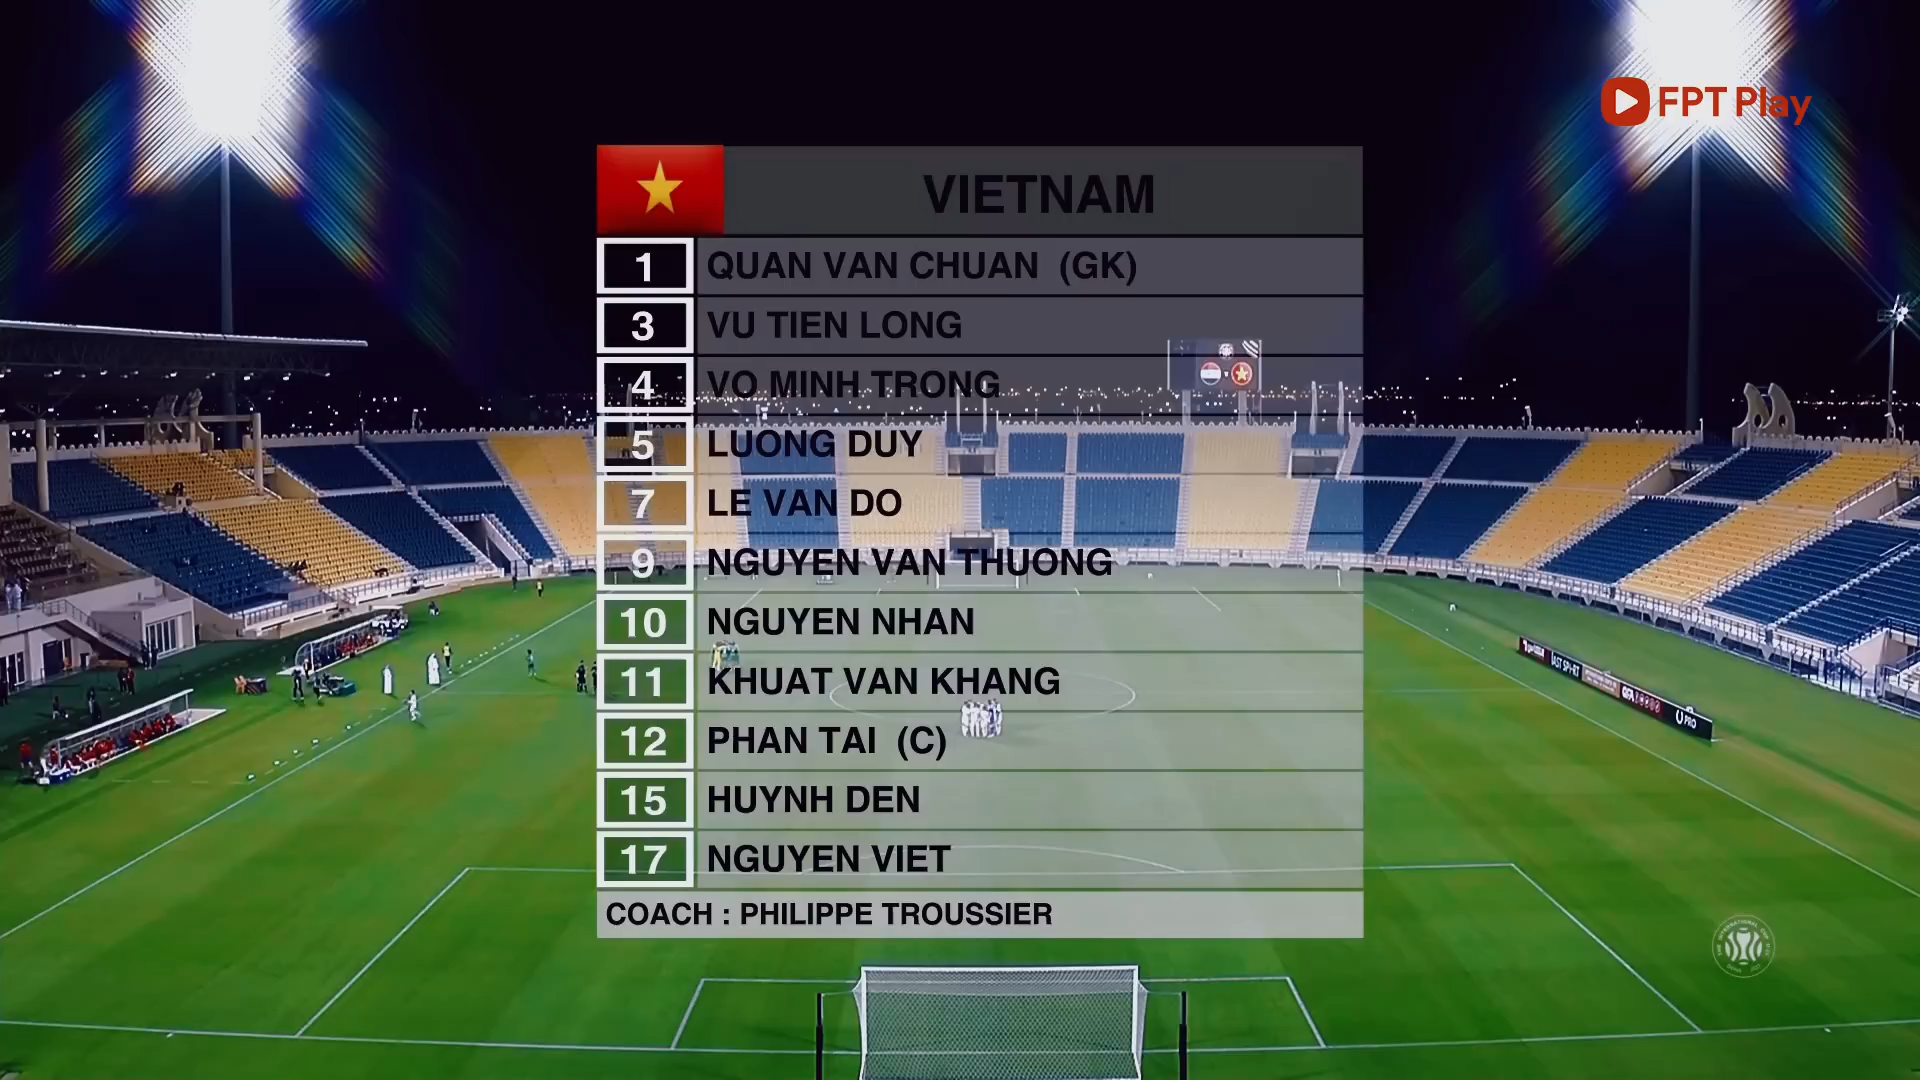 FPT Play
VIETNAM
1 QUAN VAN CHUAN (GK)
3 VU TIEN LONG
4 VO MINH TRONG
5 LUONG DUY
7 LE VAN DO
9 NGUYEN VAN THUONG
10 NGUYEN NHAN
11 KHUAT VAN KHANG
12 PHAN TAI (C)
15 HUYNH DEN
17 NGUYEN VIET
COACH : PHILIPPE TROUSSIER